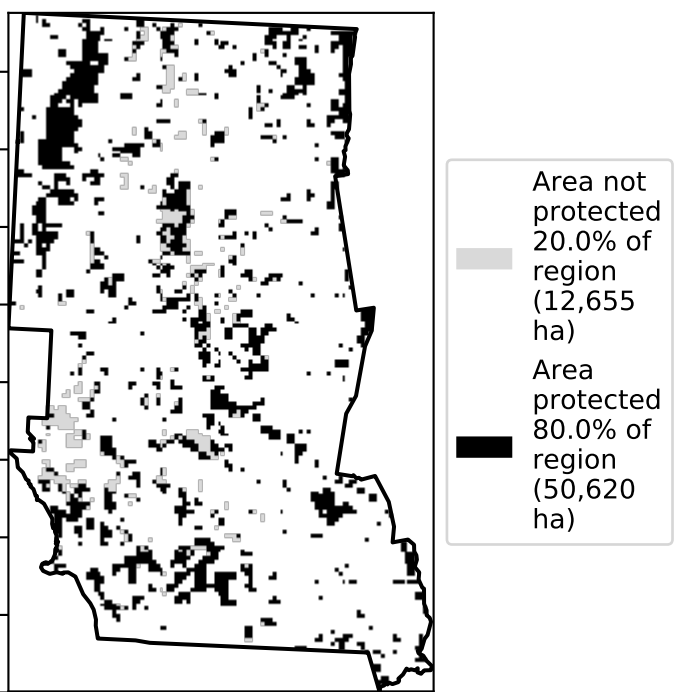 Area not
protected
20.0% of
region
(12,655
ha)
Area
protected
80.0% of
region
(50,620
ha)